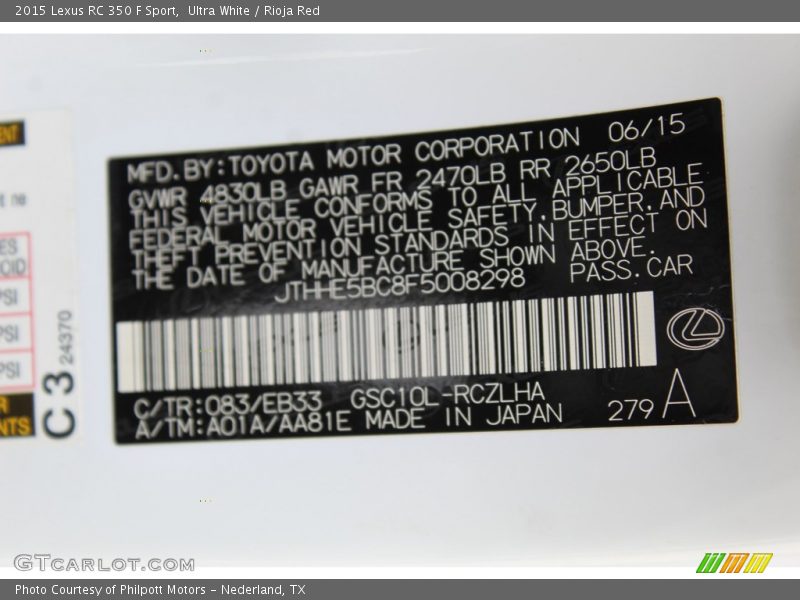 2015 Lexus RC 350 F Sport, Ultra White / Rioja Red
MFD.BY:TOYOTA MOTOR CORPORATION 06/15
GVWR 4830LB GAWR FR 2470LB RR 2650LB
THIS VEHICLE CONFORMS TO ALL APPLICABLE
FEDERAL MOTOR VEHICLE SAFETY,BUMPER,AND
THEFT PREVENTION STANDARDS IN EFFECT ON
THE DATE OF MANUFACTURE SHOWN ABOVE.
JTHHE5BC8F5008298 PASS.CAR
C/TR:083/EB33 GSC10L-RCZLHA
A/TM:A01A/AA81E MADE IN JAPAN 279 A
C3 24370
PSI
PSI
PSI
GTCARLOT.COM
Photo Courtesy of Philpott Motors - Nederland, TX